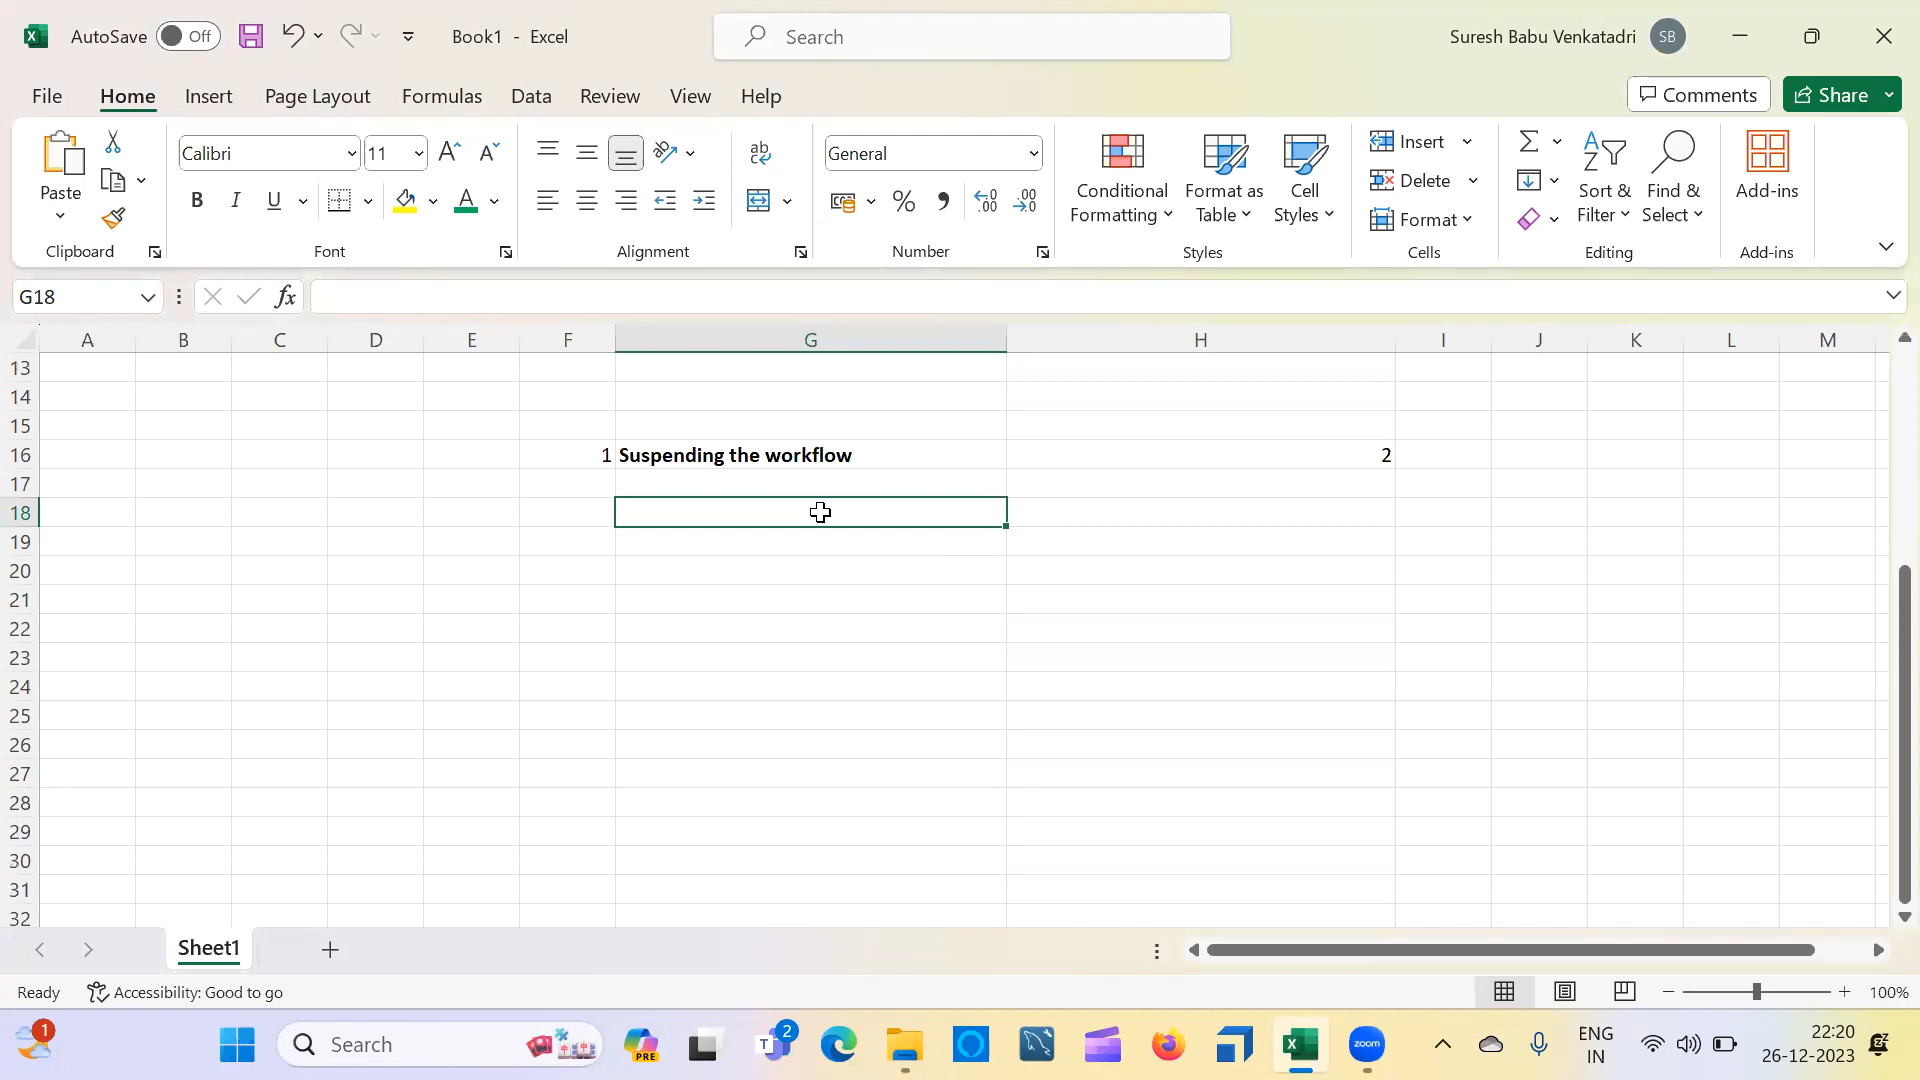 AutoSave Off Book1 - Excel Search Suresh Babu Venkatadri SB
File Home Insert Page Layout Formulas Data Review View Help Comments Share
Paste Calibri 11 General Conditional Formatting Format as Table Cell Styles Insert Delete Format Sort & Filter Find & Select Add-ins
Clipboard Font Alignment Number Styles Cells Editing Add-ins
G18 fx
A B C D E F G H I J K L M
13
14
15
16 1 Suspending the workflow 2
17
18
19
20
21
22
23
24
25
26
27
28
29
30
31
32
Sheet1
Ready Accessibility: Good to go 100%
1 Search PRE T 2 zoom ENG IN 22:20 26-12-2023